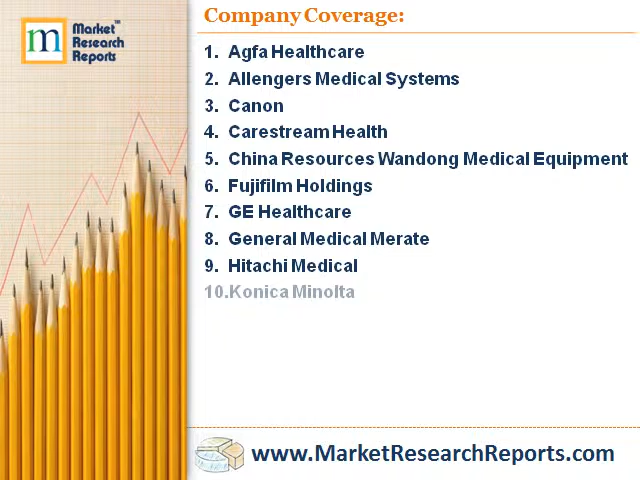 m
Market
Research
Reports
™
Company Coverage:
1. Agfa Healthcare
2. Allengers Medical Systems
3. Canon
4. Carestream Health
5. China Resources Wandong Medical Equipment
6. Fujifilm Holdings
7. GE Healthcare
8. General Medical Merate
9. Hitachi Medical
10.Konica Minolta
www.MarketResearchReports.com